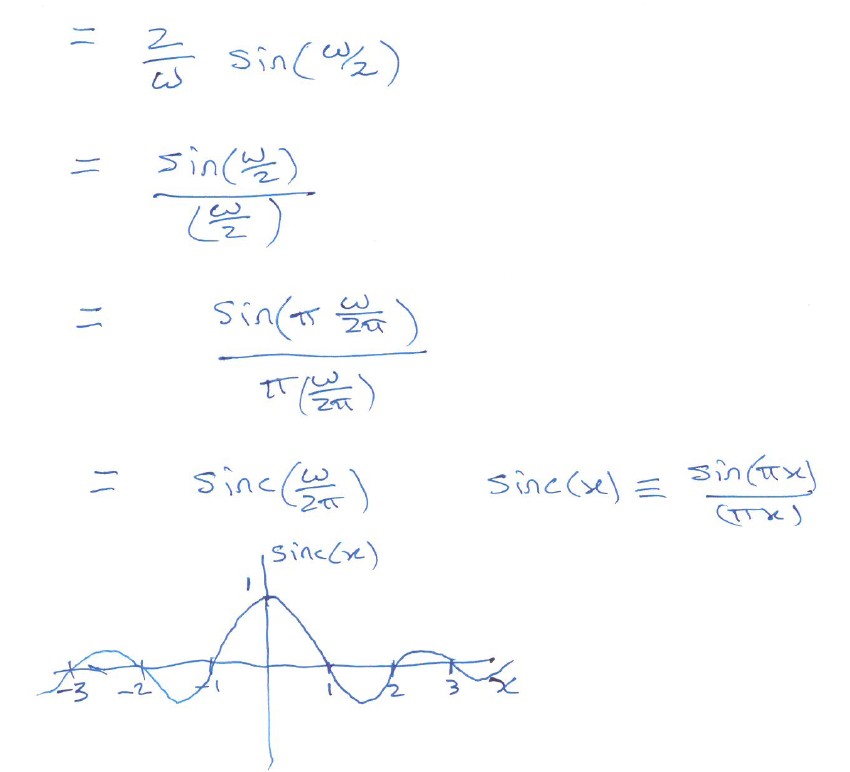 = 2/ω sin(ω/2)
= sin(ω/2) / (ω/2)
= sin(π ω/2π) / π(ω/2π)
= sinc(ω/2π) sinc(x) ≡ sin(πx) / (πx)
sinc(x)
1
-3 -2 -1 1 2 3 x